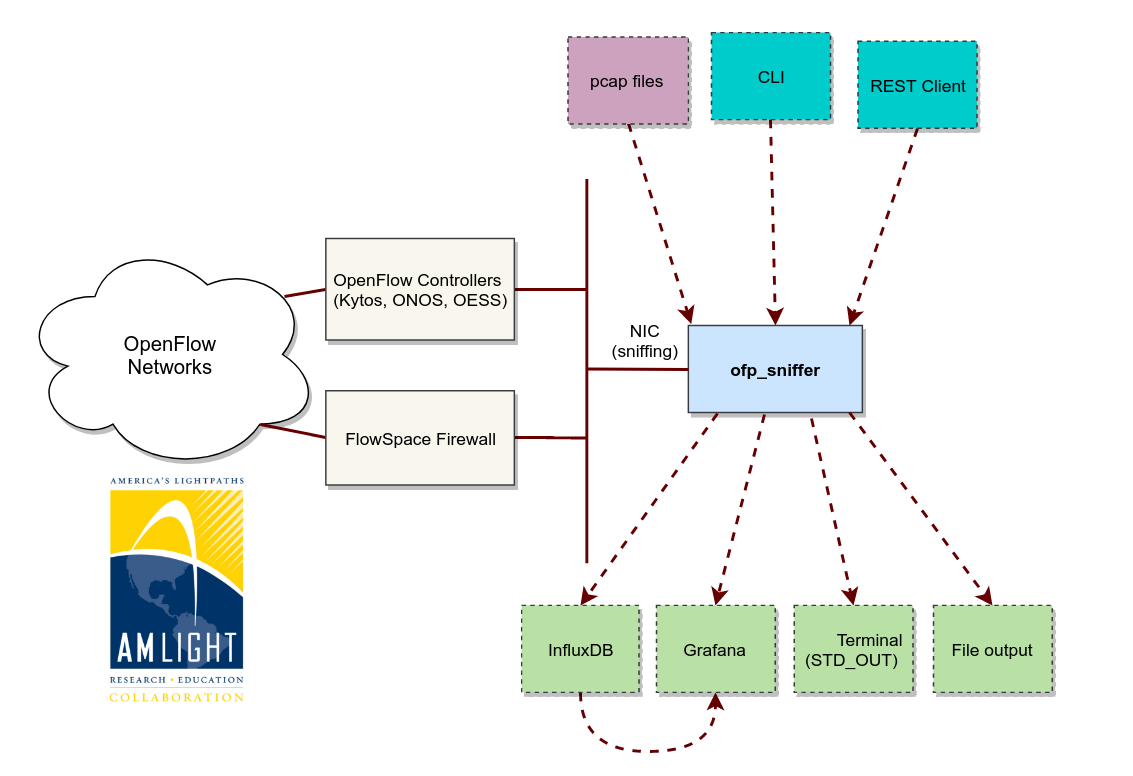 pcap files
CLI
REST Client
OpenFlow Controllers
(Kytos, ONOS, OESS)
OpenFlow
Networks
NIC
(sniffing)
ofp_sniffer
FlowSpace Firewall
AMERICA'S LIGHTPATHS
AMLIGHT
RESEARCH • EDUCATION
COLLABORATION
InfluxDB
Grafana
Terminal
(STD_OUT)
File output